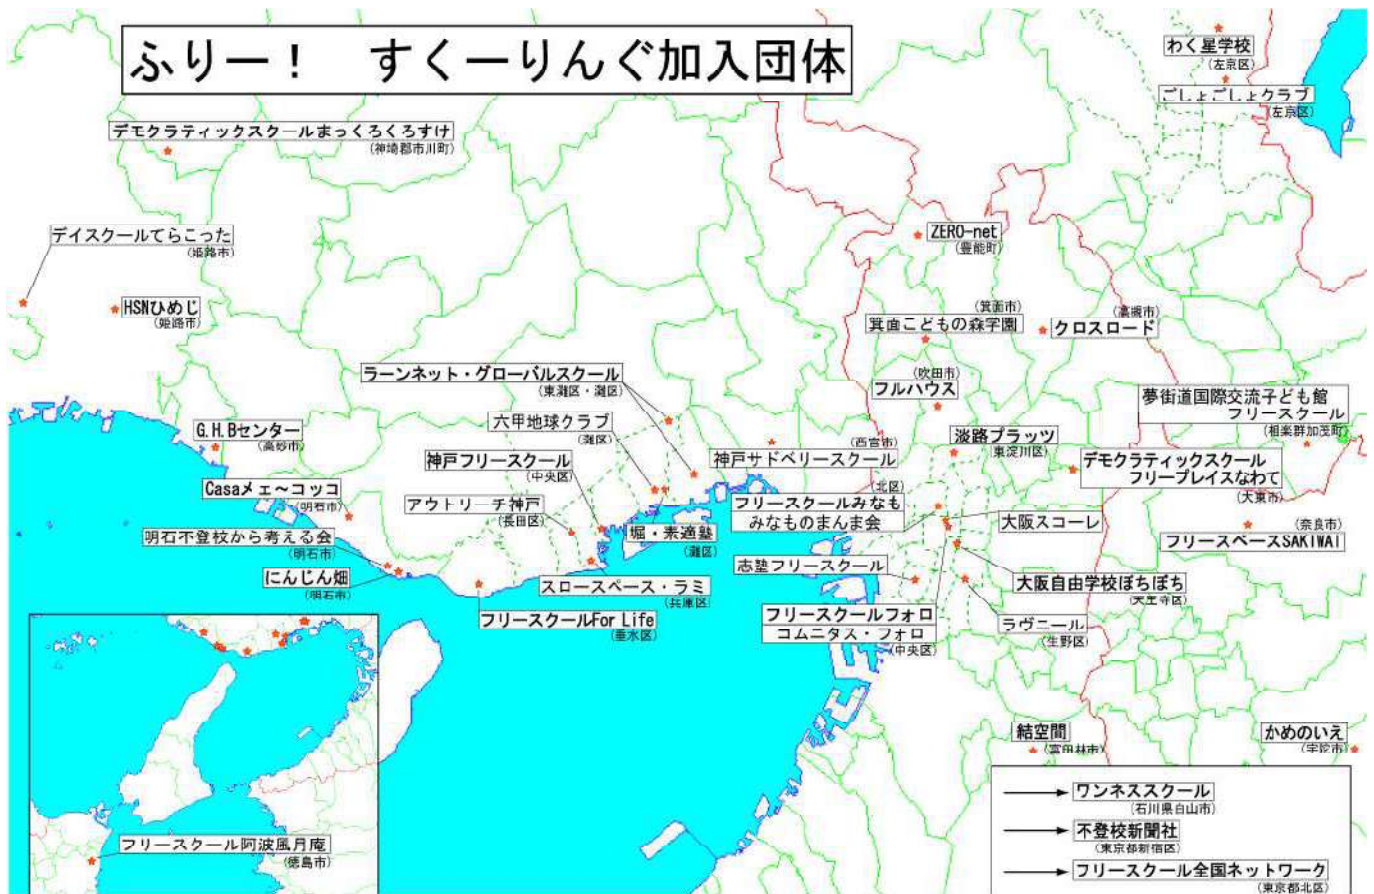 ふりー！　すくーりんぐ加入団体
わく星学校
(左京区)
ごしょごしょクラブ
(左京区)
デモクラティックスクールまっくろくろすけ
(神埼郡市川町)
デイスクールてらこった
(姫路市)
ZERO-net
(豊能町)
HSNひめじ
(姫路市)
(箕面市)
箕面こどもの森学園
(高槻市)
クロスロード
ラーンネット・グローバルスクール
(東灘区・灘区)
(吹田市)
フルハウス
夢街道国際交流子ども館
フリースクール
(相楽群加茂町)
六甲地球クラブ
(灘区)
G.H.Bセンター
(高砂市)
淡路プラッツ
(東淀川区)
(西宮市)
神戸サドベリースクール
神戸フリースクール
(中央区)
デモクラティックスクール
フリープレイスなわて
(大東市)
Casaメェ～コッコ
(明石市)
(北区)
フリースクールみなも
みなものまんま会
アウトリーチ神戸
(長田区)
大阪スコーレ
(奈良市)
フリースペースSAKIWAI
明石不登校から考える会
(明石市)
堀・素適塾
(灘区)
志塾フリースクール
にんじん畑
(明石市)
スロースペース・ラミ
(兵庫区)
大阪自由学校ぽちぽち
(天王寺区)
フリースクールFor Life
(垂水区)
フリースクールフォロ
コムニタス・フォロ
(中央区)
ラヴニール
(生野区)
結空間
(富田林市)
かめのいえ
(宇陀市)
ワンネススクール
(石川県白山市)
不登校新聞社
(東京都新宿区)
フリースクール全国ネットワーク
(東京都北区)
フリースクール阿波風月庵
(徳島市)